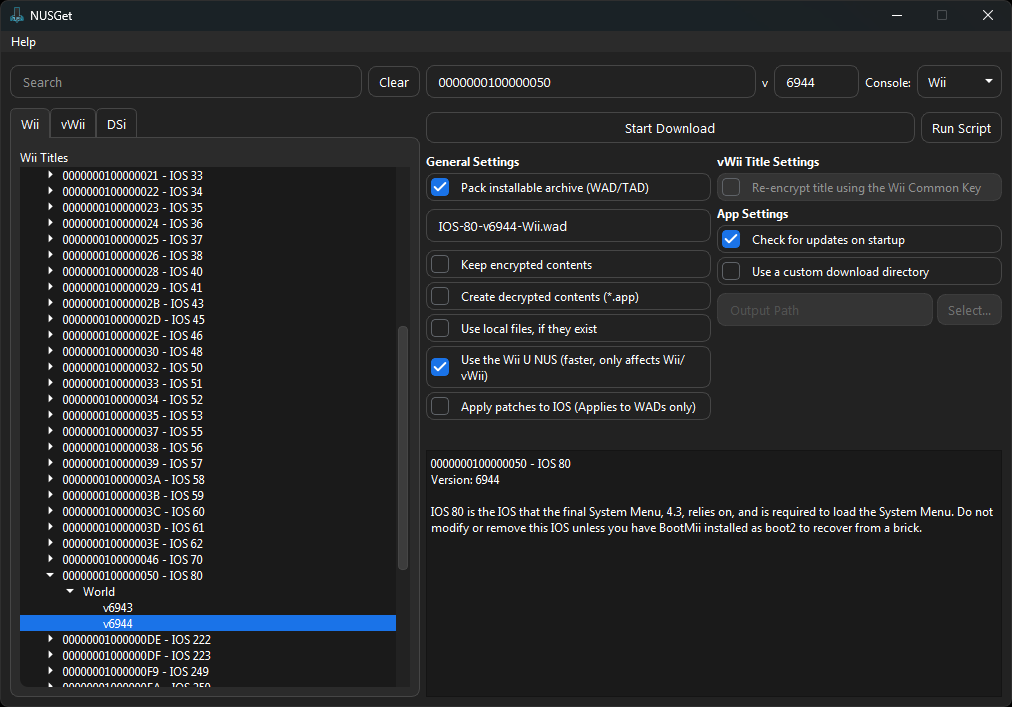 NUSGet
Help
Search
Clear
0000000100000050
v
6944
Console:
Wii
Wii
vWii
DSi
Start Download
Run Script
Wii Titles
0000000100000021 - IOS 33
0000000100000022 - IOS 34
0000000100000023 - IOS 35
0000000100000024 - IOS 36
0000000100000025 - IOS 37
0000000100000026 - IOS 38
0000000100000028 - IOS 40
0000000100000029 - IOS 41
000000010000002B - IOS 43
000000010000002D - IOS 45
000000010000002E - IOS 46
0000000100000030 - IOS 48
0000000100000032 - IOS 50
0000000100000033 - IOS 51
0000000100000034 - IOS 52
0000000100000035 - IOS 53
0000000100000037 - IOS 55
0000000100000038 - IOS 56
0000000100000039 - IOS 57
000000010000003A - IOS 58
000000010000003B - IOS 59
000000010000003C - IOS 60
000000010000003D - IOS 61
000000010000003E - IOS 62
0000000100000046 - IOS 70
0000000100000050 - IOS 80
World
v6943
v6944
00000001000000DE - IOS 222
00000001000000DF - IOS 223
00000001000000F9 - IOS 249
00000001000000FA - IOS 250
General Settings
Pack installable archive (WAD/TAD)
IOS-80-v6944-Wii.wad
Keep encrypted contents
Create decrypted contents (*.app)
Use local files, if they exist
Use the Wii U NUS (faster, only affects Wii/
vWii)
Apply patches to IOS (Applies to WADs only)
vWii Title Settings
Re-encrypt title using the Wii Common Key
App Settings
Check for updates on startup
Use a custom download directory
Output Path
Select...
0000000100000050 - IOS 80
Version: 6944
IOS 80 is the IOS that the final System Menu, 4.3, relies on, and is required to load the System Menu. Do not
modify or remove this IOS unless you have BootMii installed as boot2 to recover from a brick.